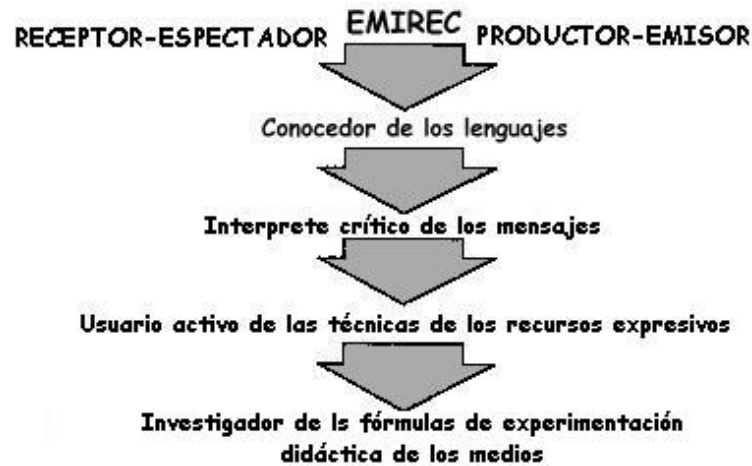 RECEPTOR-ESPECTADOR EMIREC PRODUCTOR-EMISOR
Conocedor de los lenguajes
Interprete crítico de los mensajes
Usuario activo de las técnicas de los recursos expresivos
Investigador de ls fórmulas de experimentación
didáctica de los medios